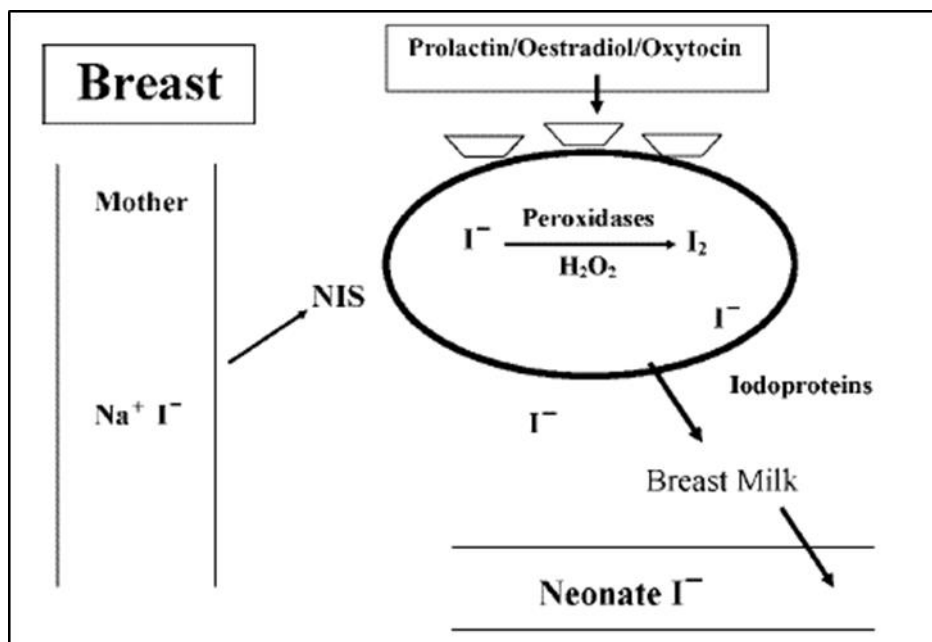 Prolactin/Oestradiol/Oxytocin
Breast
Mother
Peroxidases
I⁻
I₂
H₂O₂
NIS
I⁻
Iodoproteins
Na⁺ I⁻
I⁻
Breast Milk
Neonate I⁻